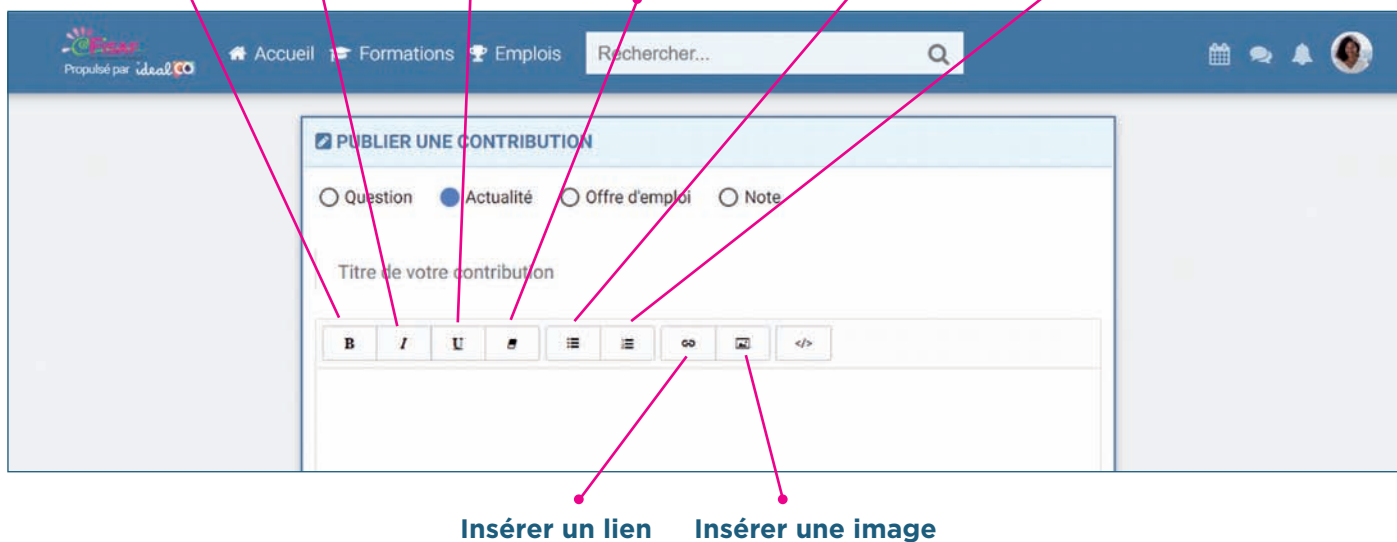 Accueil Formations Emplois Rechercher...
Propulsé par idealCO
PUBLIER UNE CONTRIBUTION
Question Actualité Offre d'emploi Note
Titre de votre contribution
B I U </>
Insérer un lien Insérer une image